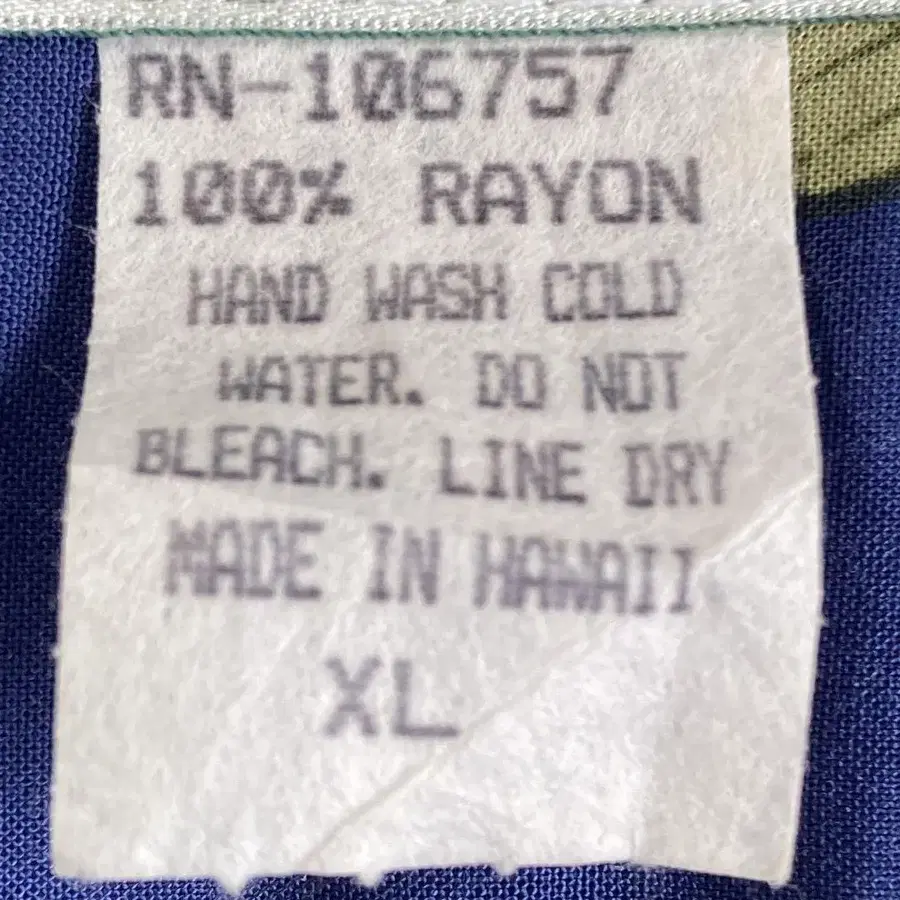 RN-106757
100% RAYON
HAND WASH COLD
WATER. DO NOT
BLEACH. LINE DRY
MADE IN HAWAII
XL